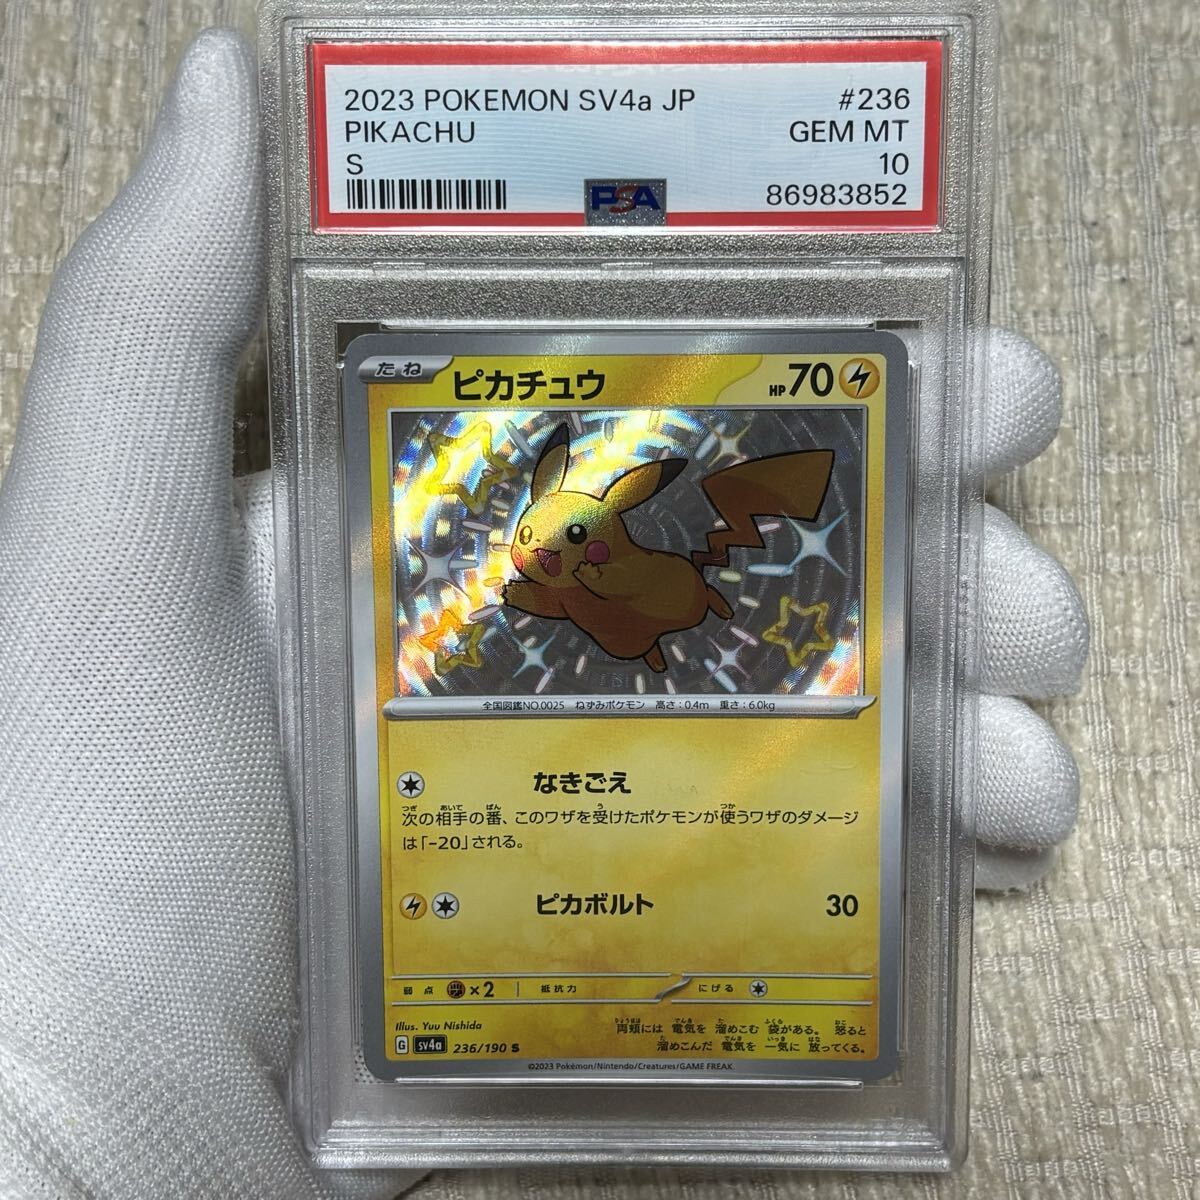 2023 POKEMON SV4a JP #236
PIKACHU GEM MT
S 10
PSA 86983852
たね ピカチュウ HP70
全国図鑑NO.0025 ねずみポケモン 高さ:0.4m 重さ:6.0kg
なきごえ
次の相手の番、このワザを受けたポケモンが使うワザのダメージ
は「-20」される。
ピカボルト 30
弱点 ×2 抵抗力 にげる
Illus. Yuu Nishida
両頬には 電気を 溜めこむ 袋がある。 怒ると
溜めこんだ 電気を 一気に 放ってくる。
G sv4a 236/190 S
©2023 Pokémon/Nintendo/Creatures/GAME FREAK